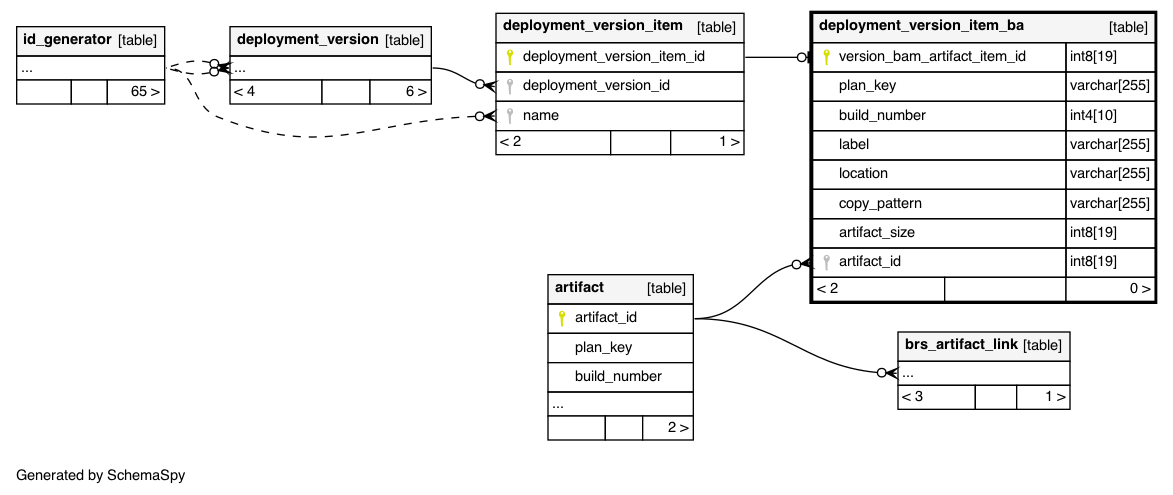 id_generator [table]
...
65 >
deployment_version [table]
...
< 4 6 >
deployment_version_item [table]
deployment_version_item_id
deployment_version_id
name
< 2 1 >
deployment_version_item_ba [table]
version_bam_artifact_item_id int8[19]
plan_key varchar[255]
build_number int4[10]
label varchar[255]
location varchar[255]
copy_pattern varchar[255]
artifact_size int8[19]
artifact_id int8[19]
< 2 0 >
artifact [table]
artifact_id
plan_key
build_number
...
2 >
brs_artifact_link [table]
...
< 3 1 >
Generated by SchemaSpy